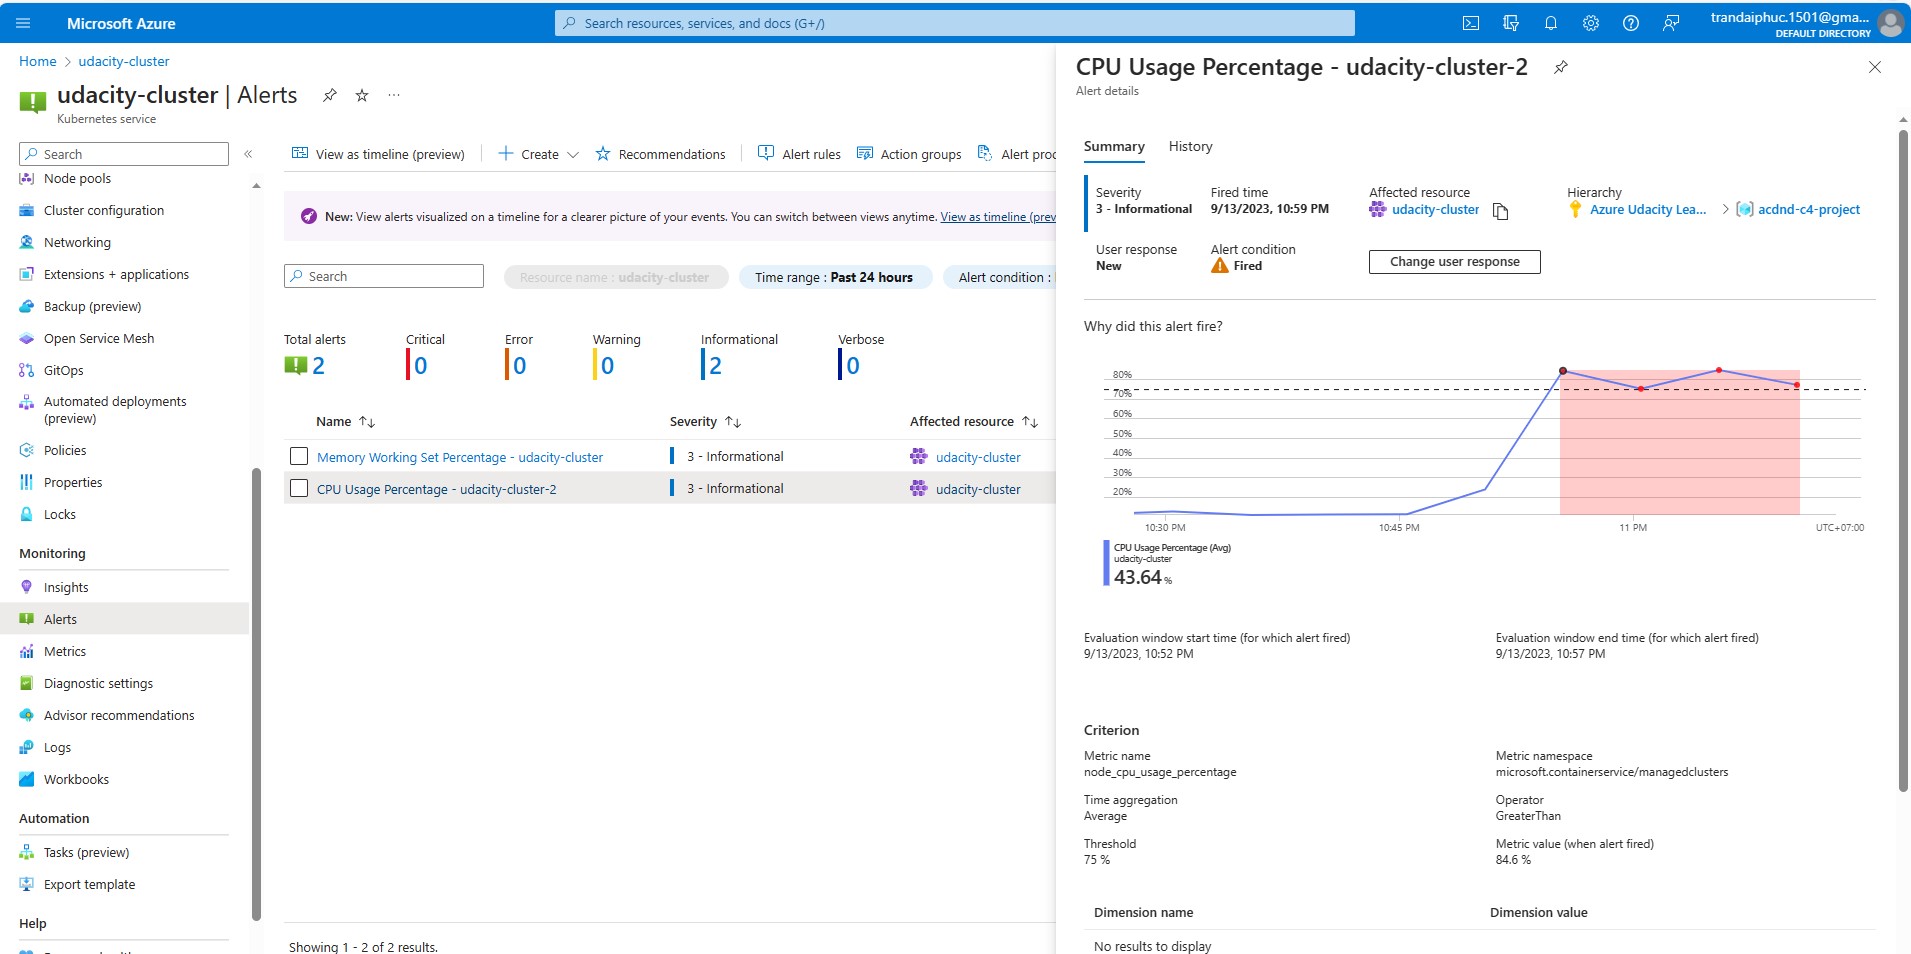 Microsoft Azure
Search resources, services, and docs (G+/)
trandaiphuc.1501@gma...
DEFAULT DIRECTORY
Home > udacity-cluster
udacity-cluster | Alerts
Kubernetes service
Search
Node pools
Cluster configuration
Networking
Extensions + applications
Backup (preview)
Open Service Mesh
GitOps
Automated deployments
(preview)
Policies
Properties
Locks
Monitoring
Insights
Alerts
Metrics
Diagnostic settings
Advisor recommendations
Logs
Workbooks
Automation
Tasks (preview)
Export template
Help
View as timeline (preview)
Create
Recommendations
Alert rules
Action groups
Alert proc
New: View alerts visualized on a timeline for a clearer picture of your events. You can switch between views anytime. View as timeline (prev
Search
Resource name : udacity-cluster
Time range : Past 24 hours
Alert condition :
Total alerts
2
Critical
0
Error
0
Warning
0
Informational
2
Verbose
0
Name
Severity
Affected resource
Memory Working Set Percentage - udacity-cluster
3 - Informational
udacity-cluster
CPU Usage Percentage - udacity-cluster-2
3 - Informational
udacity-cluster
Showing 1 - 2 of 2 results.
CPU Usage Percentage - udacity-cluster-2
Alert details
Summary
History
Severity
3 - Informational
Fired time
9/13/2023, 10:59 PM
Affected resource
udacity-cluster
Hierarchy
Azure Udacity Lea... > acdnd-c4-project
User response
New
Alert condition
Fired
Change user response
Why did this alert fire?
80%
70%
60%
50%
40%
30%
20%
10:30 PM
10:45 PM
11 PM
UTC+07:00
CPU Usage Percentage (Avg)
udacity-cluster
43.64 %
Evaluation window start time (for which alert fired)
9/13/2023, 10:52 PM
Evaluation window end time (for which alert fired)
9/13/2023, 10:57 PM
Criterion
Metric name
node_cpu_usage_percentage
Metric namespace
microsoft.containerservice/managedclusters
Time aggregation
Average
Operator
GreaterThan
Threshold
75 %
Metric value (when alert fired)
84.6 %
Dimension name
Dimension value
No results to display